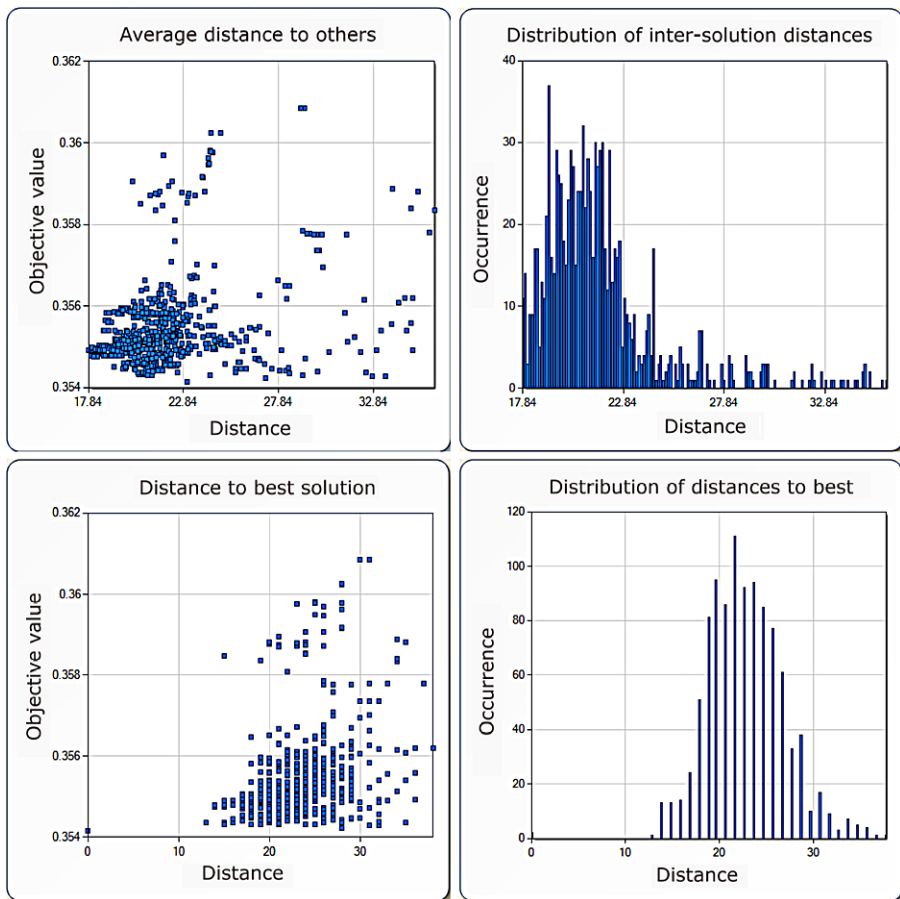 Average distance to others
0.362
0.36
0.358
0.356
0.354
Objective value
17.84 22.84 27.84 32.84
Distance
Distribution of inter-solution distances
40
30
20
10
0
Occurrence
17.84 22.84 27.84 32.84
Distance
Distance to best solution
0.362
0.36
0.358
0.356
0.354
Objective value
0 10 20 30
Distance
Distribution of distances to best
120
100
80
60
40
20
0
Occurrence
0 10 20 30
Distance